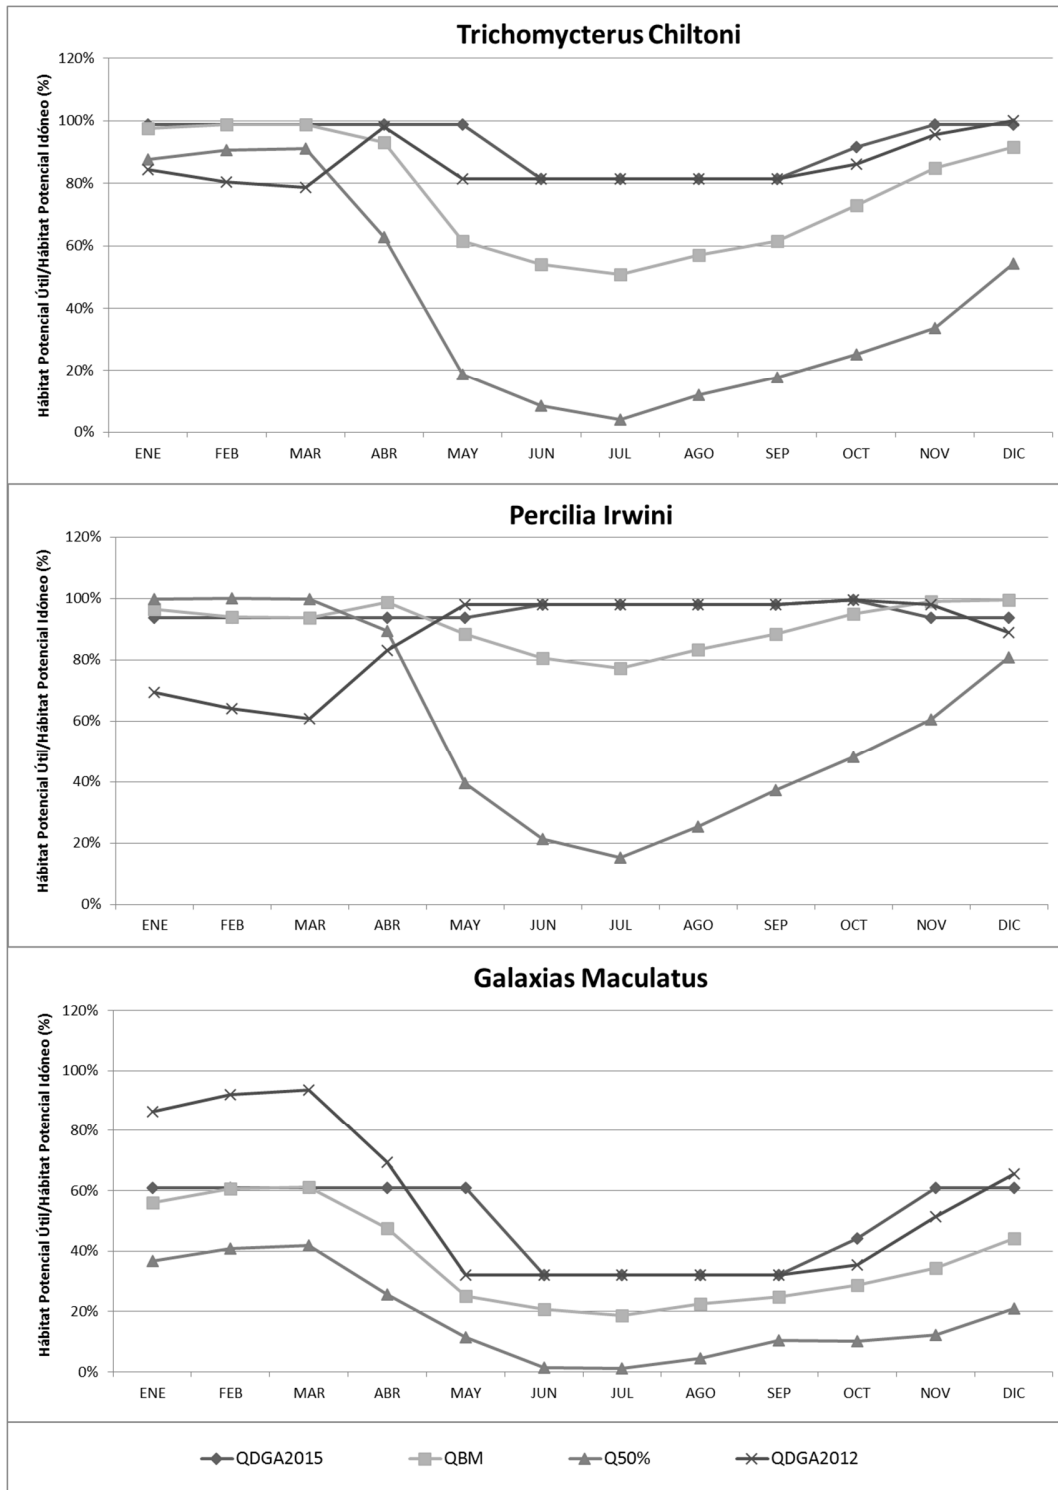 Trichomycterus Chiltoni
Hábitat Potencial Útil/Hábitat Potencial Idóneo (%)
120%
100%
80%
60%
40%
20%
0%
ENE FEB MAR ABR MAY JUN JUL AGO SEP OCT NOV DIC
Percilia Irwini
Hábitat Potencial Útil/Hábitat Potencial Idóneo (%)
120%
100%
80%
60%
40%
20%
0%
ENE FEB MAR ABR MAY JUN JUL AGO SEP OCT NOV DIC
Galaxias Maculatus
Hábitat Potencial Útil/Hábitat Potencial Idóneo (%)
120%
100%
80%
60%
40%
20%
0%
ENE FEB MAR ABR MAY JUN JUL AGO SEP OCT NOV DIC
QDGA2015 QBM Q50% QDGA2012